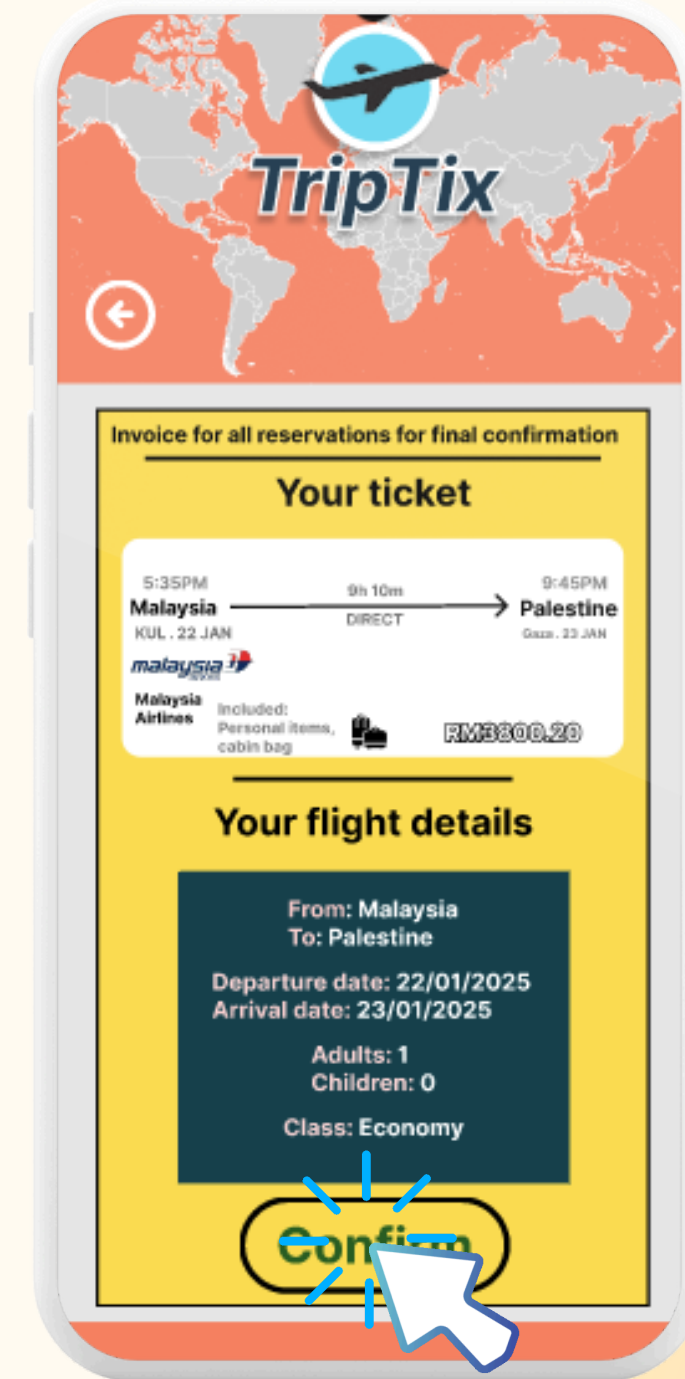 TripTix
Invoice for all reservations for final confirmation
Your ticket
5:35PM 9h 10m 9:45PM
Malaysia Palestine
KUL . 22 JAN DIRECT Gaza . 23 JAN
malaysia
Malaysia
Airlines
Included:
Personal items,
cabin bag
RM3800.20
Your flight details
From: Malaysia
To: Palestine
Departure date: 22/01/2025
Arrival date: 23/01/2025
Adults: 1
Children: 0
Class: Economy
Confirm